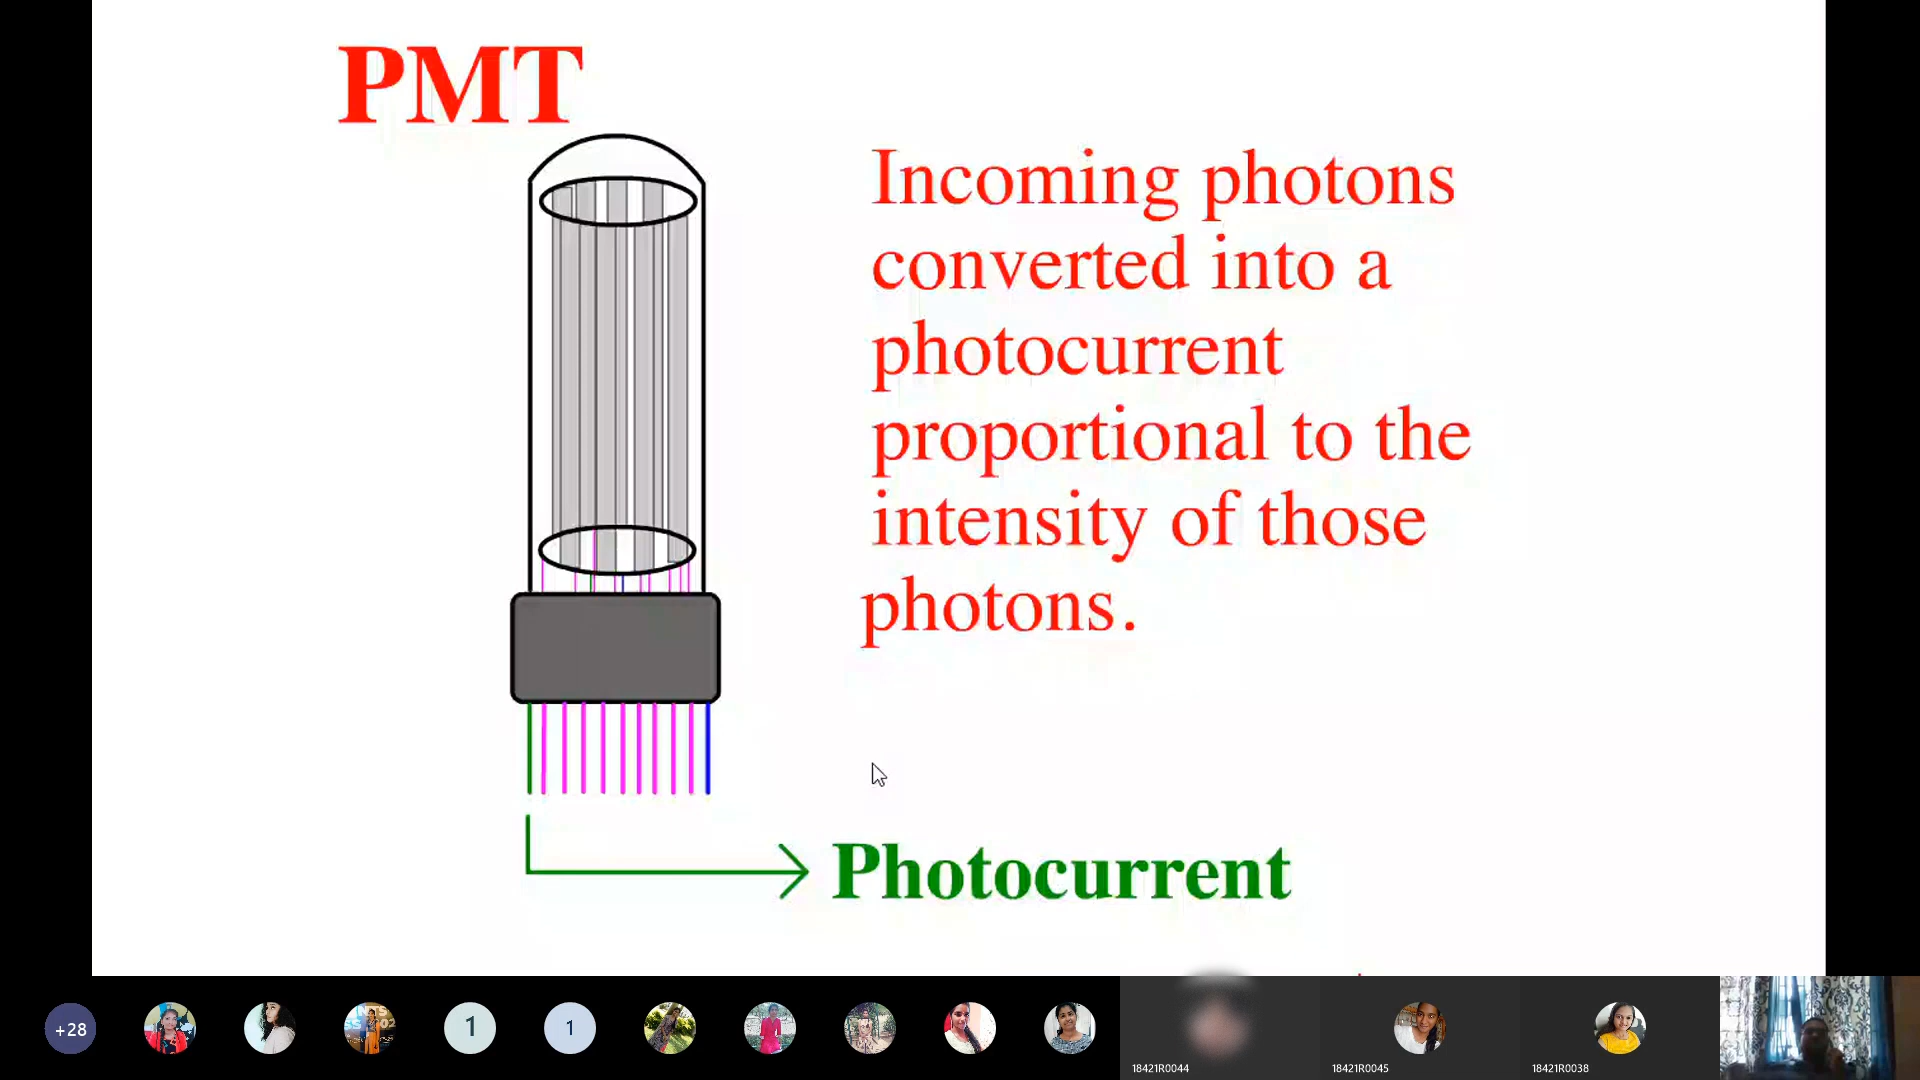 PMT
Incoming photons
converted into a
photocurrent
proportional to the
intensity of those
photons.
Photocurrent
+28
1
1
18421R0044
18421R0045
18421R0038